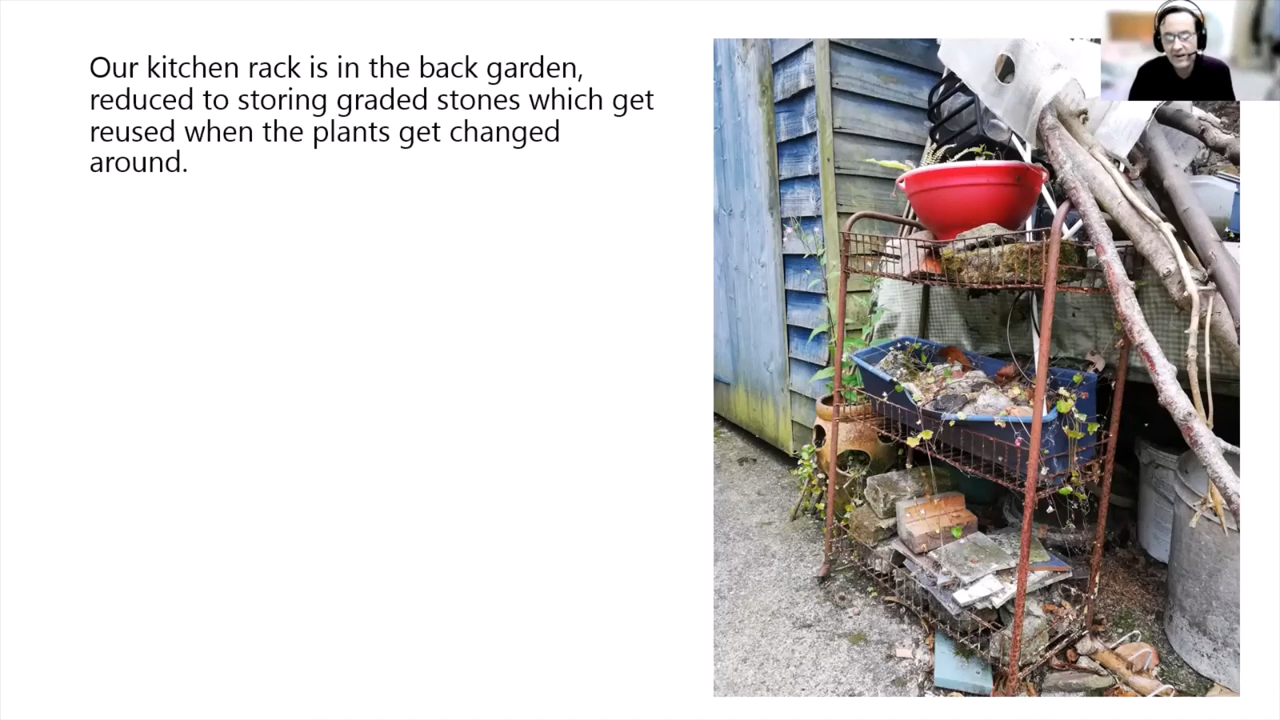 Our kitchen rack is in the back garden,
reduced to storing graded stones which get
reused when the plants get changed
around.